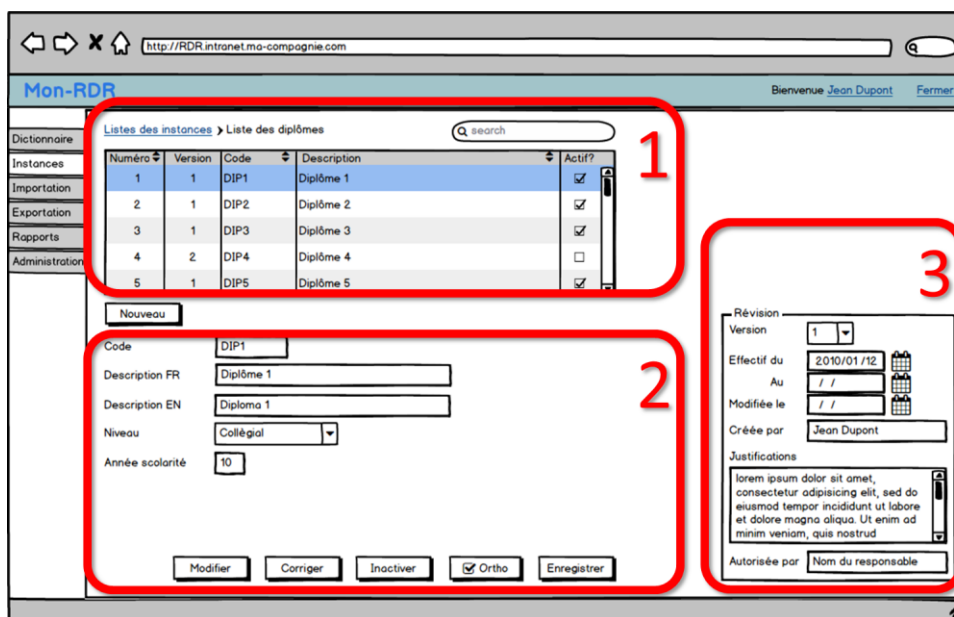 http://RDR.intranet.ma-compagnie.com
Mon-RDR
Bienvenue Jean Dupont Fermer
Dictionnaire
Instances
Importation
Exportation
Rapports
Administration
Listes des instances Liste des diplômes
search
1
Numéro Version Code Description Actif?
1 1 DIP1 Diplôme 1
2 1 DIP2 Diplôme 2
3 1 DIP3 Diplôme 3
4 2 DIP4 Diplôme 4
5 1 DIP5 Diplôme 5
Nouveau
2
Code DIP1
Description FR Diplôme 1
Description EN Diploma 1
Niveau Collègial
Année scolarité 10
Modifier Corriger Inactiver Ortho Enregistrer
3
Révision
Version 1
Effectif du 2010/01/12
Au / /
Modifiée le / /
Créée par Jean Dupont
Justifications
lorem ipsum dolor sit amet,
consectetur adipisicing elit, sed do
eiusmod tempor incididunt ut labore
et dolore magna aliqua. Ut enim ad
minim veniam, quis nostrud
Autorisée par Nom du responsable